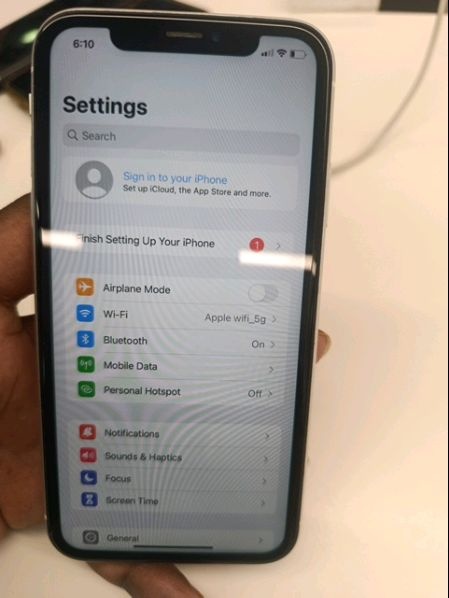 6:10
Settings
Search
Sign in to your iPhone
Set up iCloud, the App Store and more.
Finish Setting Up Your iPhone 1
Airplane Mode
Wi-Fi Apple wifi_5g
Bluetooth On
Mobile Data
Personal Hotspot Off
Notifications
Sounds & Haptics
Focus
Screen Time
General